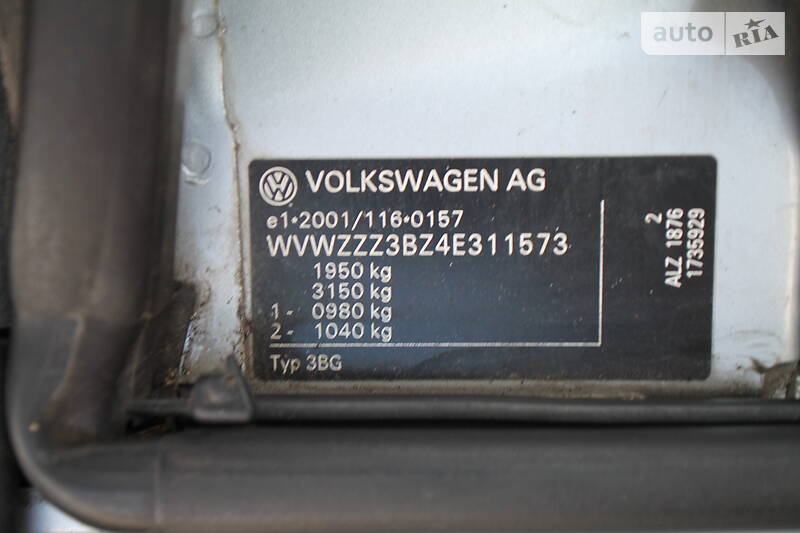 auto RIA
VOLKSWAGEN AG
e1*2001/116*0157
WVWZZZ3BZ4E311573
1950 kg
3150 kg
1- 0980 kg
2- 1040 kg
Typ 3BG
2
ALZ 1876
1735929